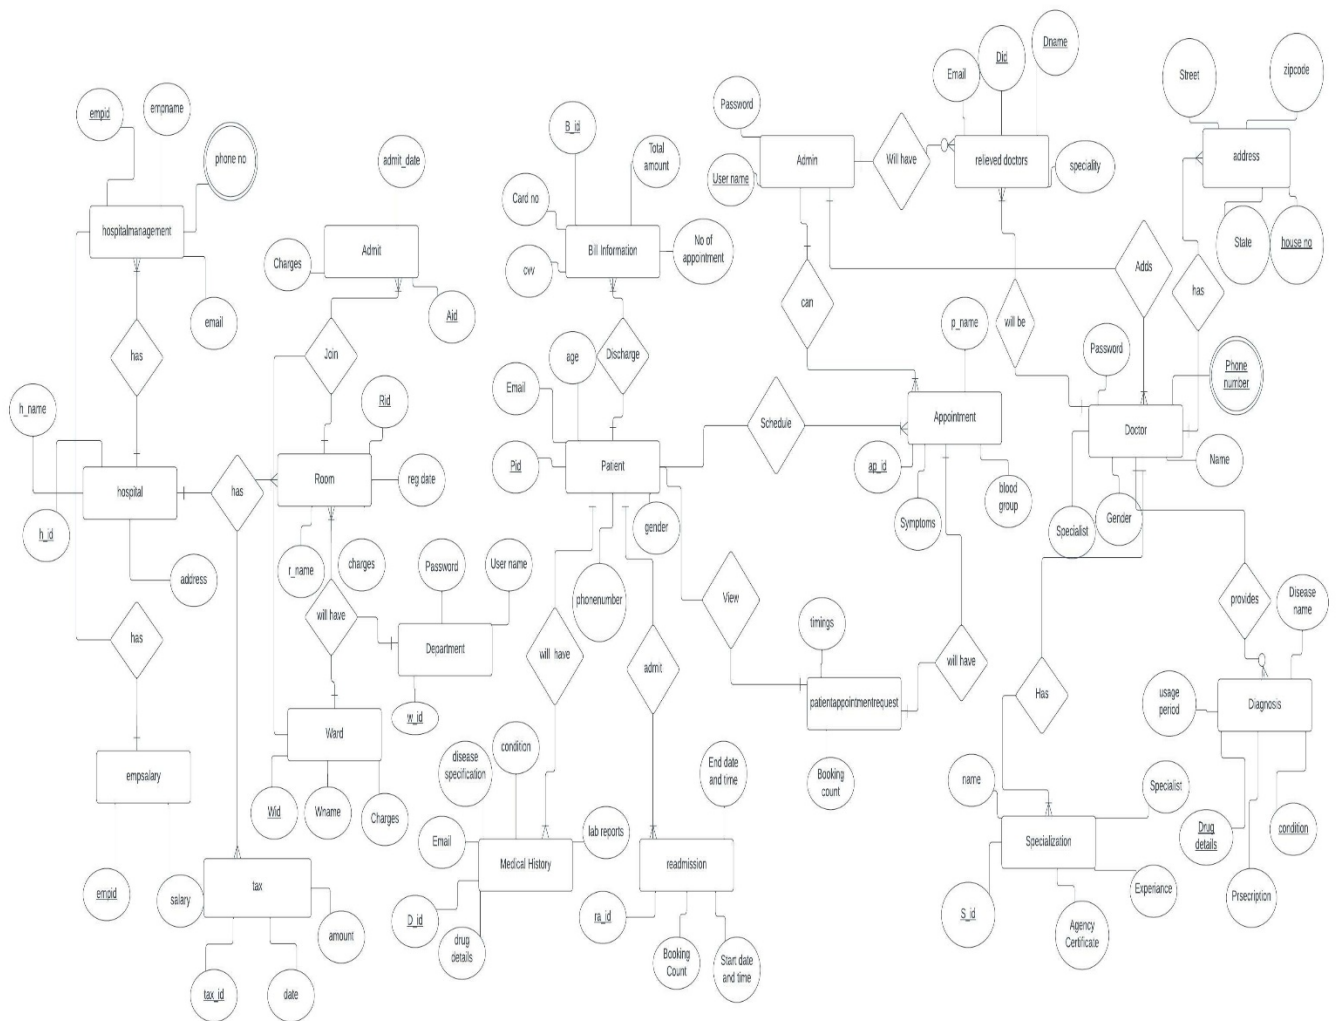 Dname
Did
Email
Street
zipcode
empid
empname
phone no
admit_date
B_id
Total
amount
Password
Admin
Will have
relieved doctors
speciality
address
User name
Card no
hospitalmanagement
Admit
Charges
Bill Information
No of
appointment
cvv
State
house no
Adds
has
Aid
can
email
p_name
will be
Password
has
Join
age
Discharge
Phone
number
Email
h_name
Rid
Schedule
Appointment
Doctor
Patient
Pid
ap_id
Name
hospital
has
Room
reg date
blood
group
h_id
gender
Symptoms
Specialist
Gender
r_name
charges
Password
User name
address
phonenumber
View
provides
Disease
name
will have
timings
has
Department
will have
admit
will have
Has
usage
period
patientappointmentrequest
Diagnosis
w_id
Ward
disease
specification
condition
End date
and time
Booking
count
empsalary
name
Specialist
Wid
Wname
Charges
Email
lab reports
Drug
details
condition
Medical History
readmission
Specialization
tax
empid
salary
Experiance
Prsecription
D_id
ra_id
S_id
amount
drug
details
Booking
Count
Start date
and time
Agency
Certificate
tax_id
date